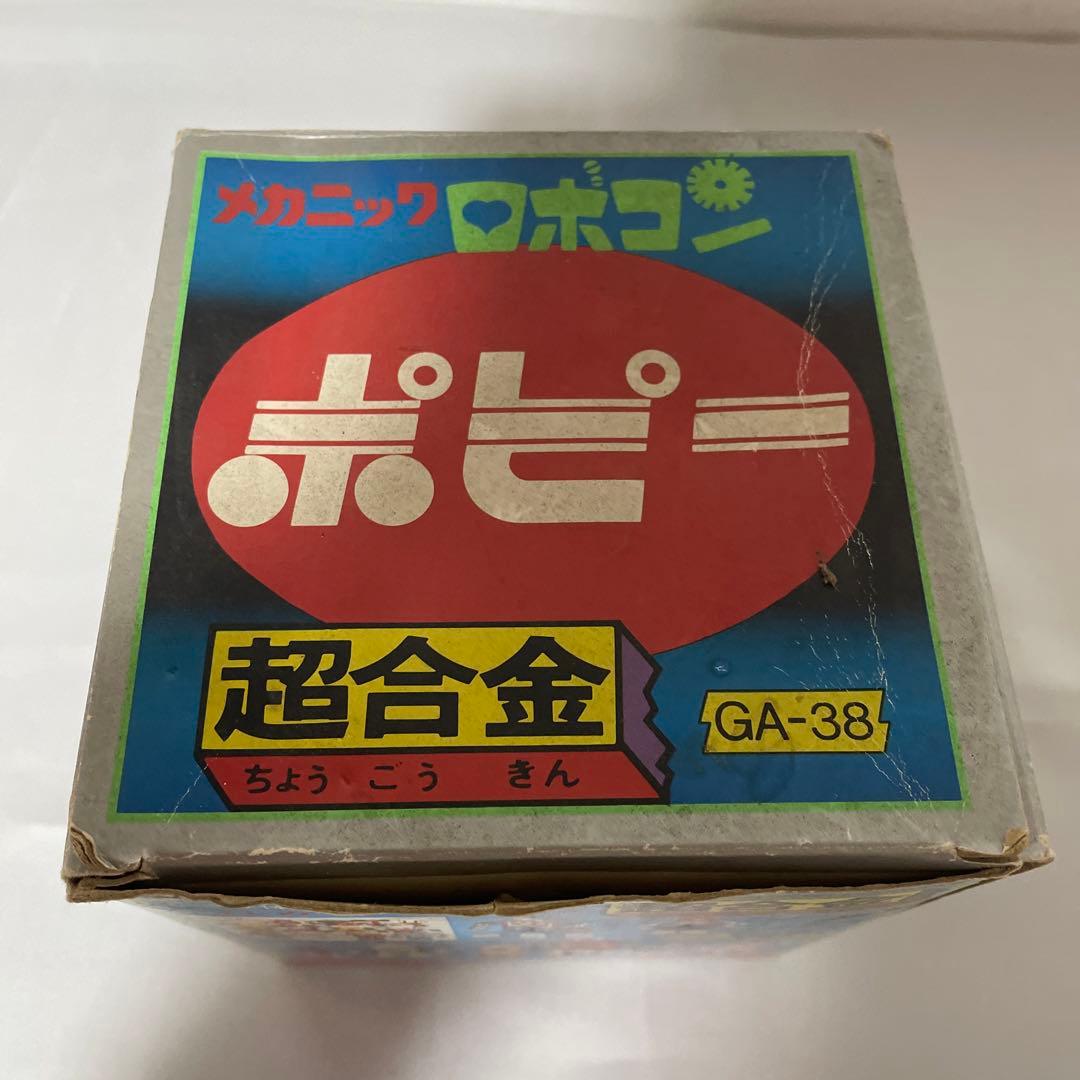 メカニック ロボコン
ポピー
超合金
ちょう ごう きん
GA-38